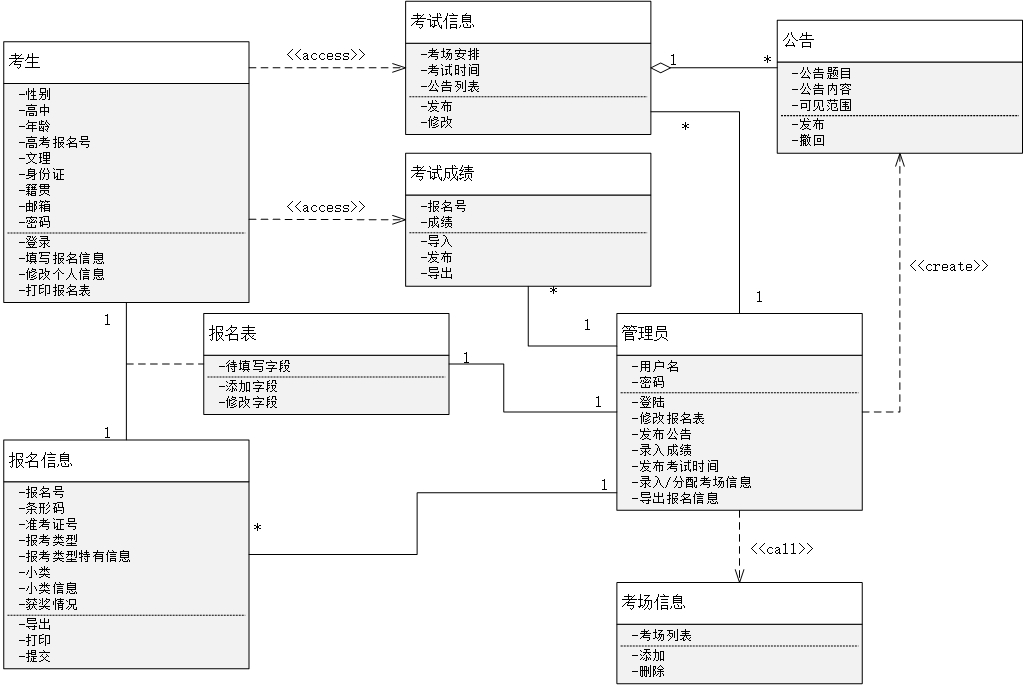 考生
-性别
-高中
-年龄
-高考报名号
-文理
-身份证
-籍贯
-邮箱
-密码
-登录
-填写报名信息
-修改个人信息
-打印报名表
<<access>>
<<access>>
考试信息
-考场安排
-考试时间
-公告列表
-发布
-修改
1
*
公告
-公告题目
-公告内容
-可见范围
-发布
-撤回
*
1
考试成绩
-报名号
-成绩
-导入
-发布
-导出
*
1
<<create>>
1
1
报名表
-待填写字段
-添加字段
-修改字段
1
1
管理员
-用户名
-密码
-登陆
-修改报名表
-发布公告
-录入成绩
-发布考试时间
-录入/分配考场信息
-导出报名信息
报名信息
-报名号
-条形码
-准考证号
-报考类型
-报考类型特有信息
-小类
-小类信息
-获奖情况
-导出
-打印
-提交
*
1
<<call>>
考场信息
-考场列表
-添加
-删除